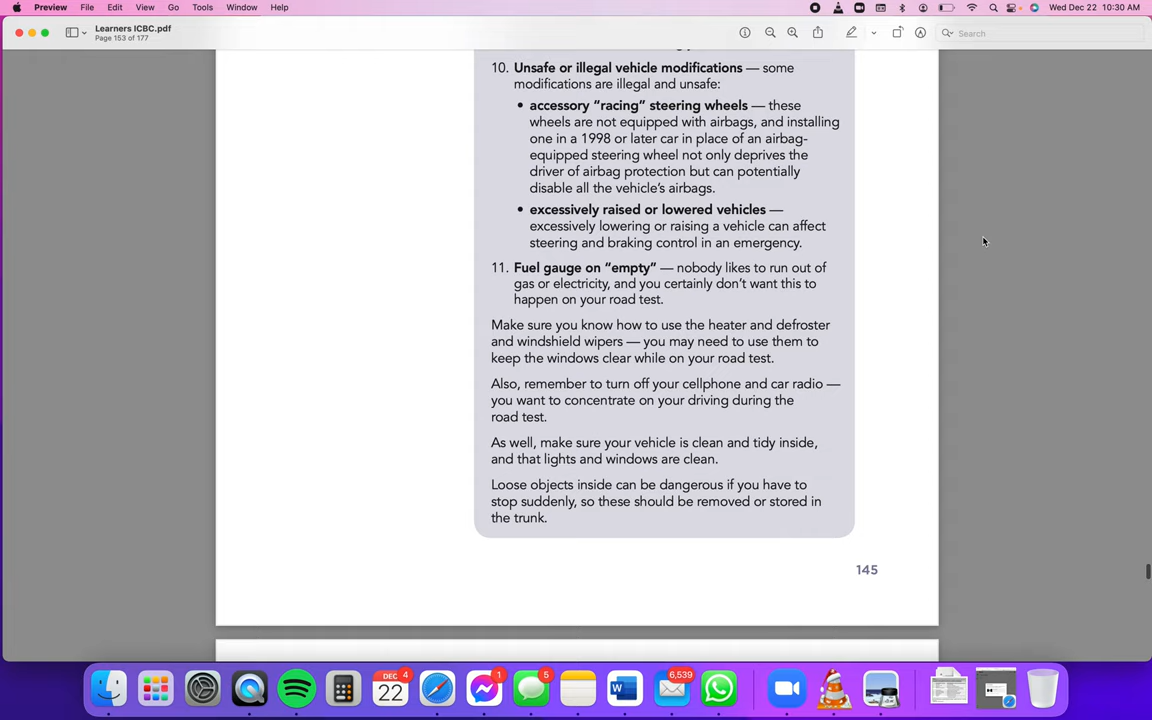 Preview File Edit View Go Tools Window Help Wed Dec 22 10:30 AM
Learners ICBC.pdf
Page 153 of 177
Search
10. Unsafe or illegal vehicle modifications — some
modifications are illegal and unsafe:
• accessory “racing” steering wheels — these
wheels are not equipped with airbags, and installing
one in a 1998 or later car in place of an airbag-
equipped steering wheel not only deprives the
driver of airbag protection but can potentially
disable all the vehicle’s airbags.
• excessively raised or lowered vehicles —
excessively lowering or raising a vehicle can affect
steering and braking control in an emergency.
11. Fuel gauge on “empty” — nobody likes to run out of
gas or electricity, and you certainly don’t want this to
happen on your road test.
Make sure you know how to use the heater and defroster
and windshield wipers — you may need to use them to
keep the windows clear while on your road test.
Also, remember to turn off your cellphone and car radio —
you want to concentrate on your driving during the
road test.
As well, make sure your vehicle is clean and tidy inside,
and that lights and windows are clean.
Loose objects inside can be dangerous if you have to
stop suddenly, so these should be removed or stored in
the trunk.
145
4 1 5 6,539
DEC
22